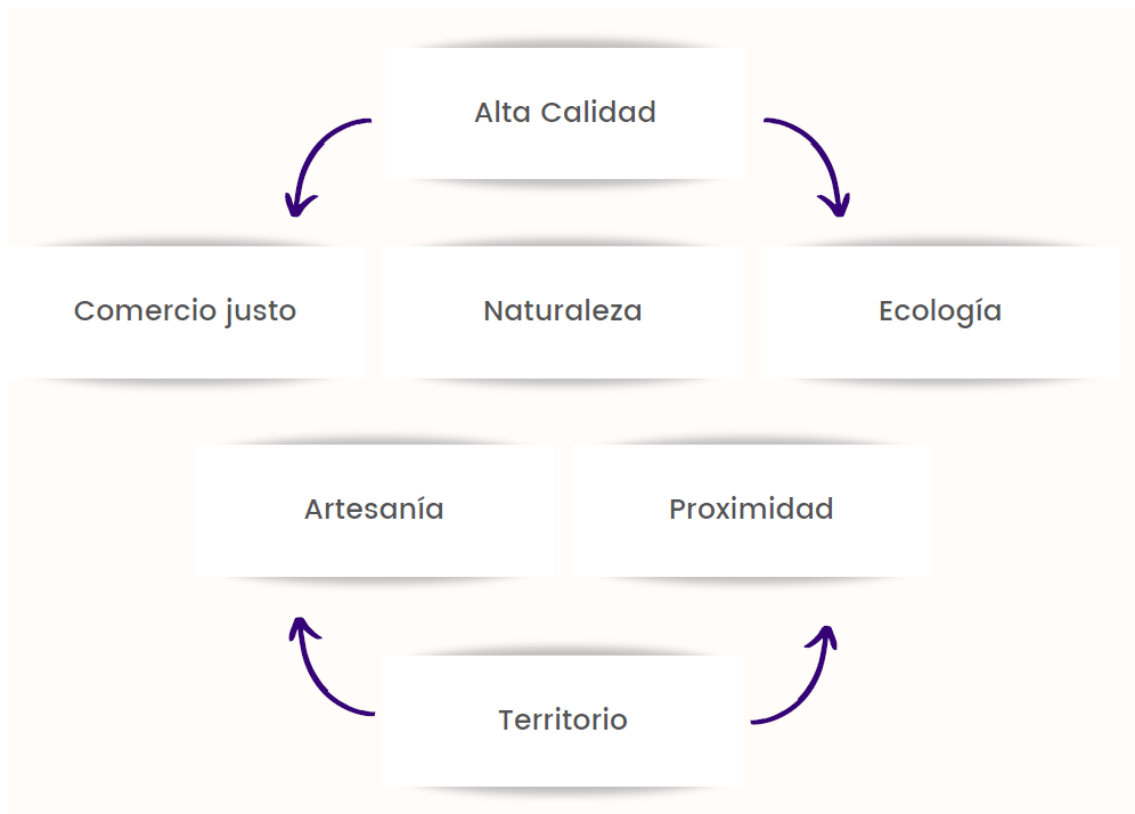 Alta Calidad
Comercio justo
Naturaleza
Ecología
Artesanía
Proximidad
Territorio